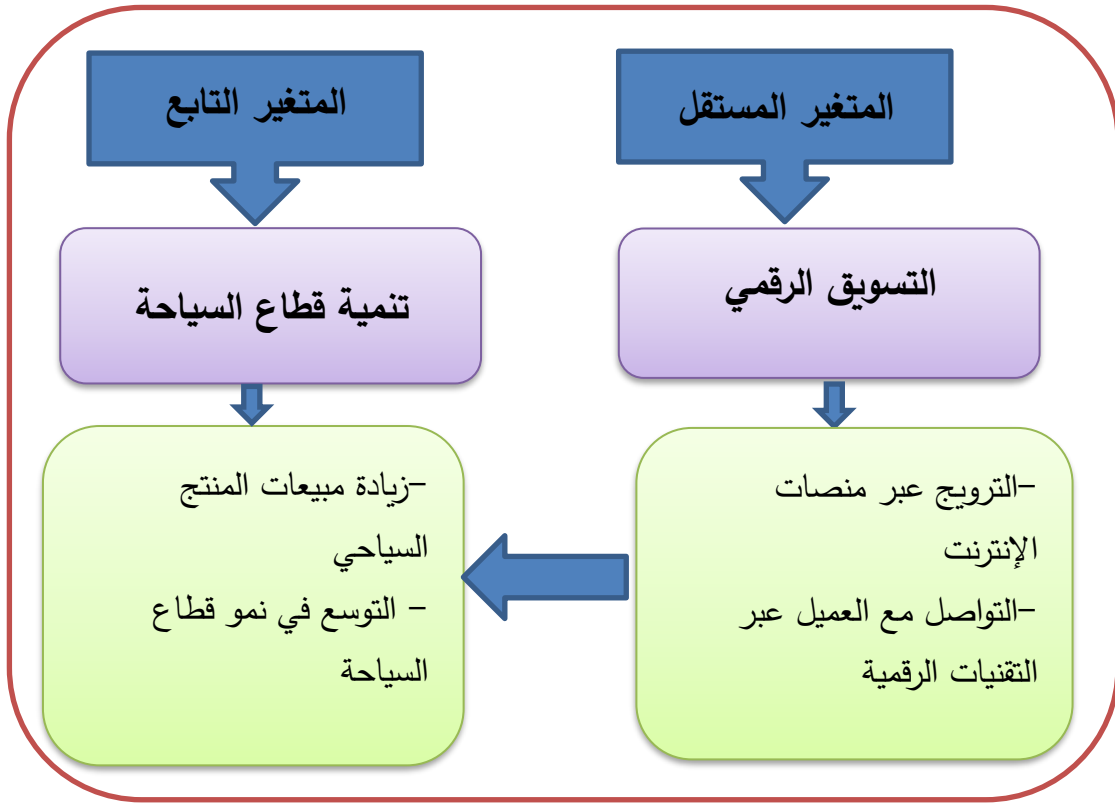 المتغير المستقل
المتغير التابع
التسويق الرقمي
تنمية قطاع السياحة
-الترويج عبر منصات
الإنترنت
-التواصل مع العميل عبر
التقنيات الرقمية
-زيادة مبيعات المنتج
السياحي
- التوسع في نمو قطاع
السياحة